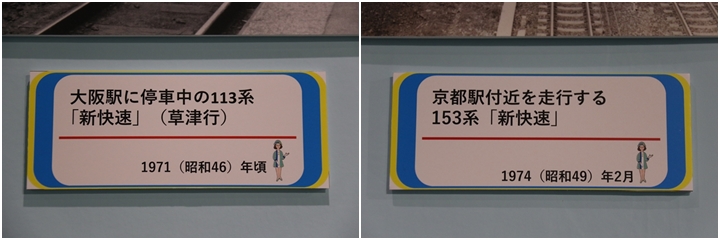 大阪駅に停車中の113系
「新快速」（草津行）
1971（昭和46）年頃
京都駅付近を走行する
153系「新快速」
1974（昭和49）年2月